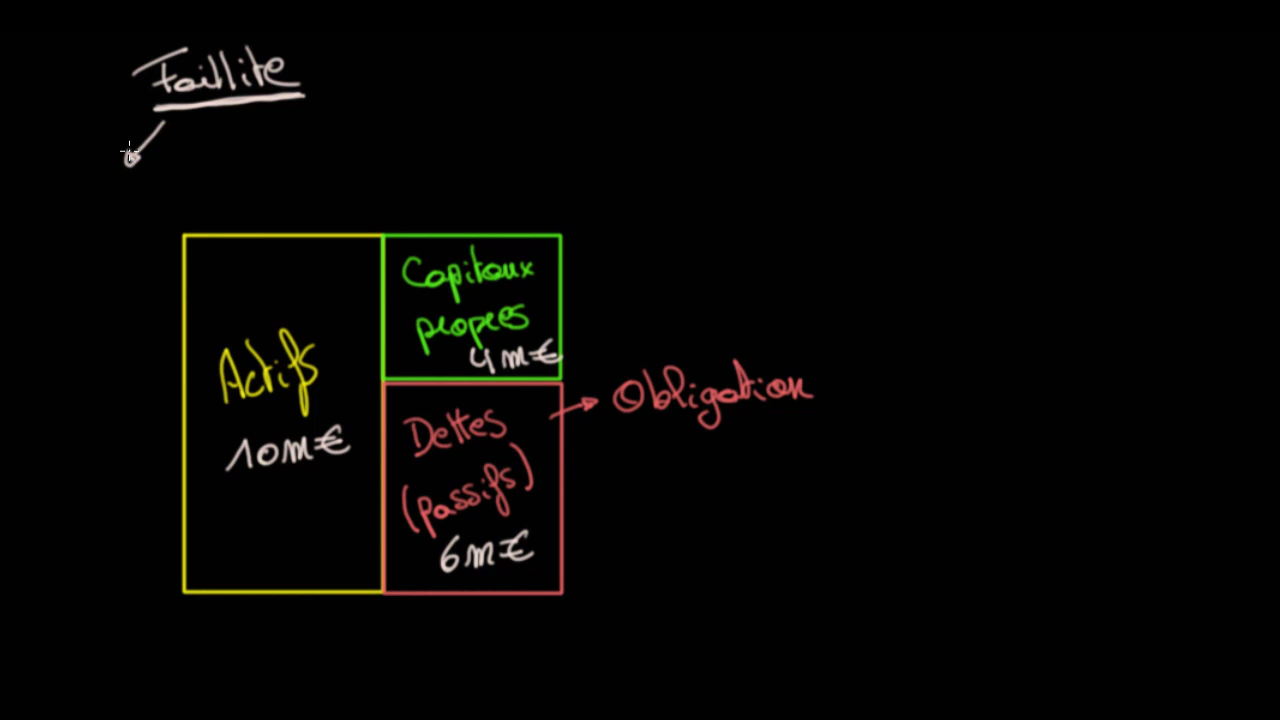 Faillite
Capitaux
propres
4m€
Actifs
10m€
Dettes
(passifs)
6m€
Obligation